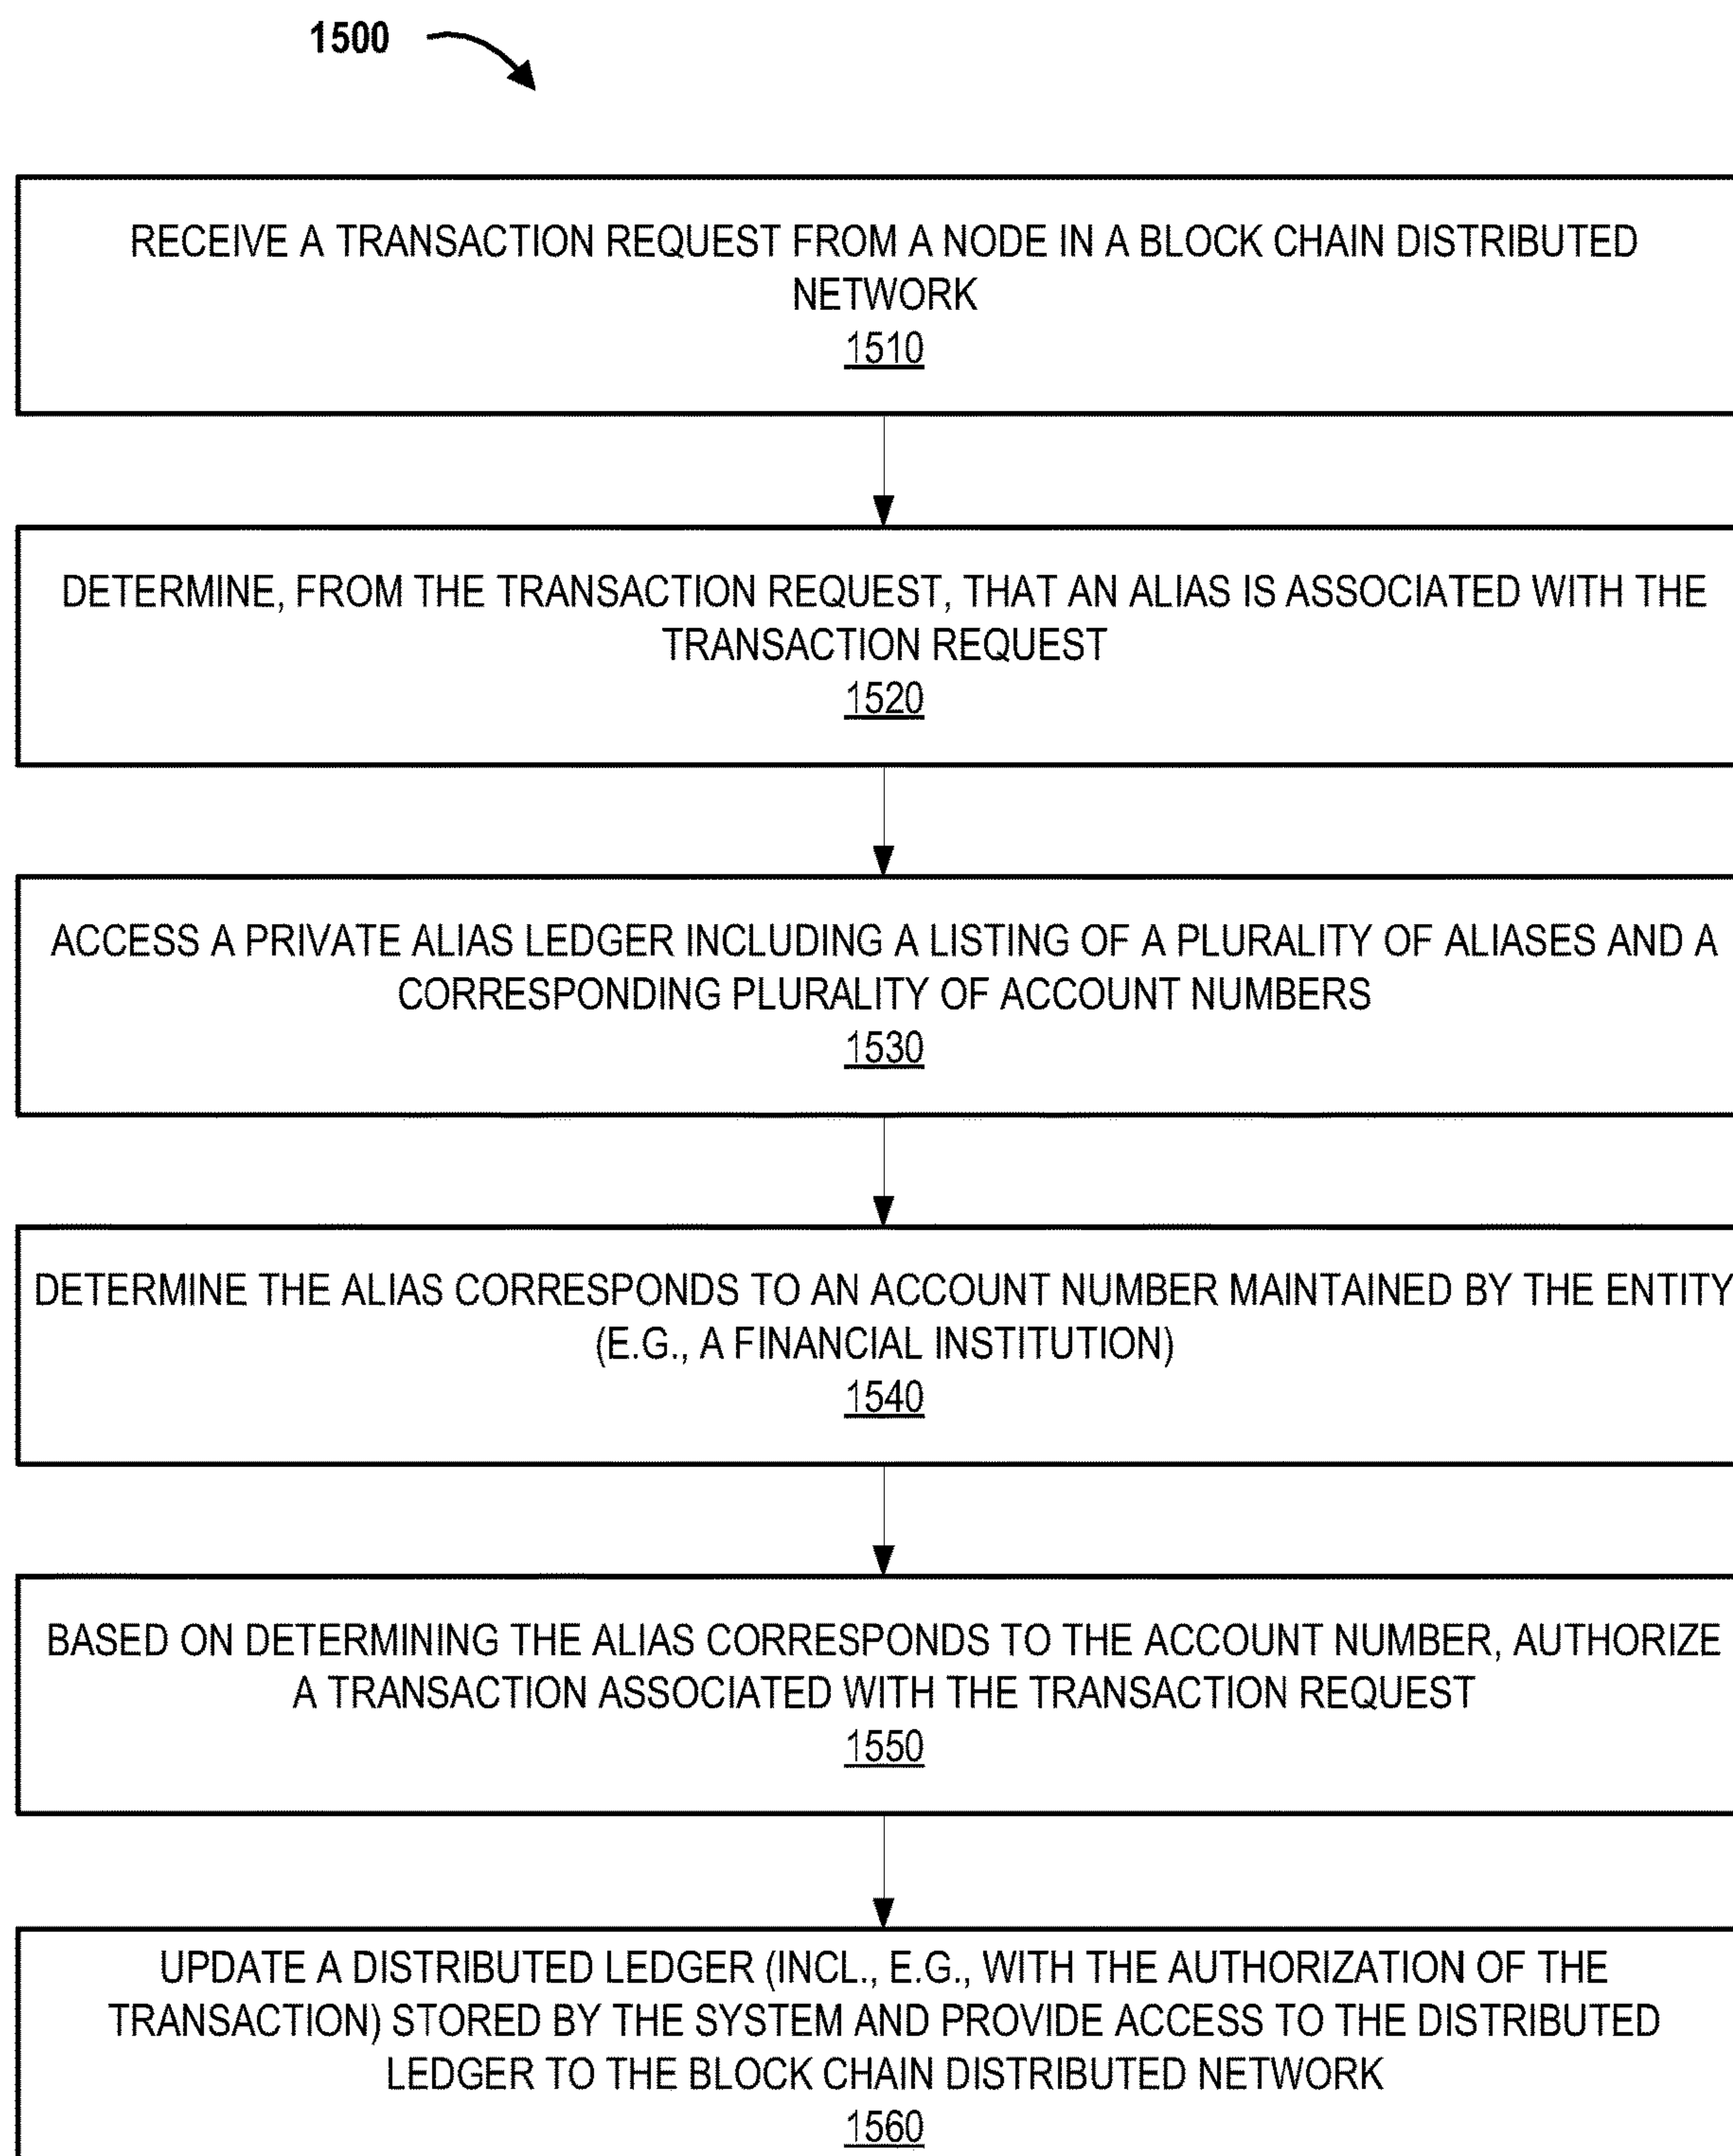 1500
RECEIVE A TRANSACTION REQUEST FROM A NODE IN A BLOCK CHAIN DISTRIBUTED
NETWORK
1510
DETERMINE, FROM THE TRANSACTION REQUEST, THAT AN ALIAS IS ASSOCIATED WITH THE
TRANSACTION REQUEST
1520
ACCESS A PRIVATE ALIAS LEDGER INCLUDING A LISTING OF A PLURALITY OF ALIASES AND A
CORRESPONDING PLURALITY OF ACCOUNT NUMBERS
1530
DETERMINE THE ALIAS CORRESPONDS TO AN ACCOUNT NUMBER MAINTAINED BY THE ENTITY
(E.G., A FINANCIAL INSTITUTION)
1540
BASED ON DETERMINING THE ALIAS CORRESPONDS TO THE ACCOUNT NUMBER, AUTHORIZE
A TRANSACTION ASSOCIATED WITH THE TRANSACTION REQUEST
1550
UPDATE A DISTRIBUTED LEDGER (INCL., E.G., WITH THE AUTHORIZATION OF THE
TRANSACTION) STORED BY THE SYSTEM AND PROVIDE ACCESS TO THE DISTRIBUTED
LEDGER TO THE BLOCK CHAIN DISTRIBUTED NETWORK
1560